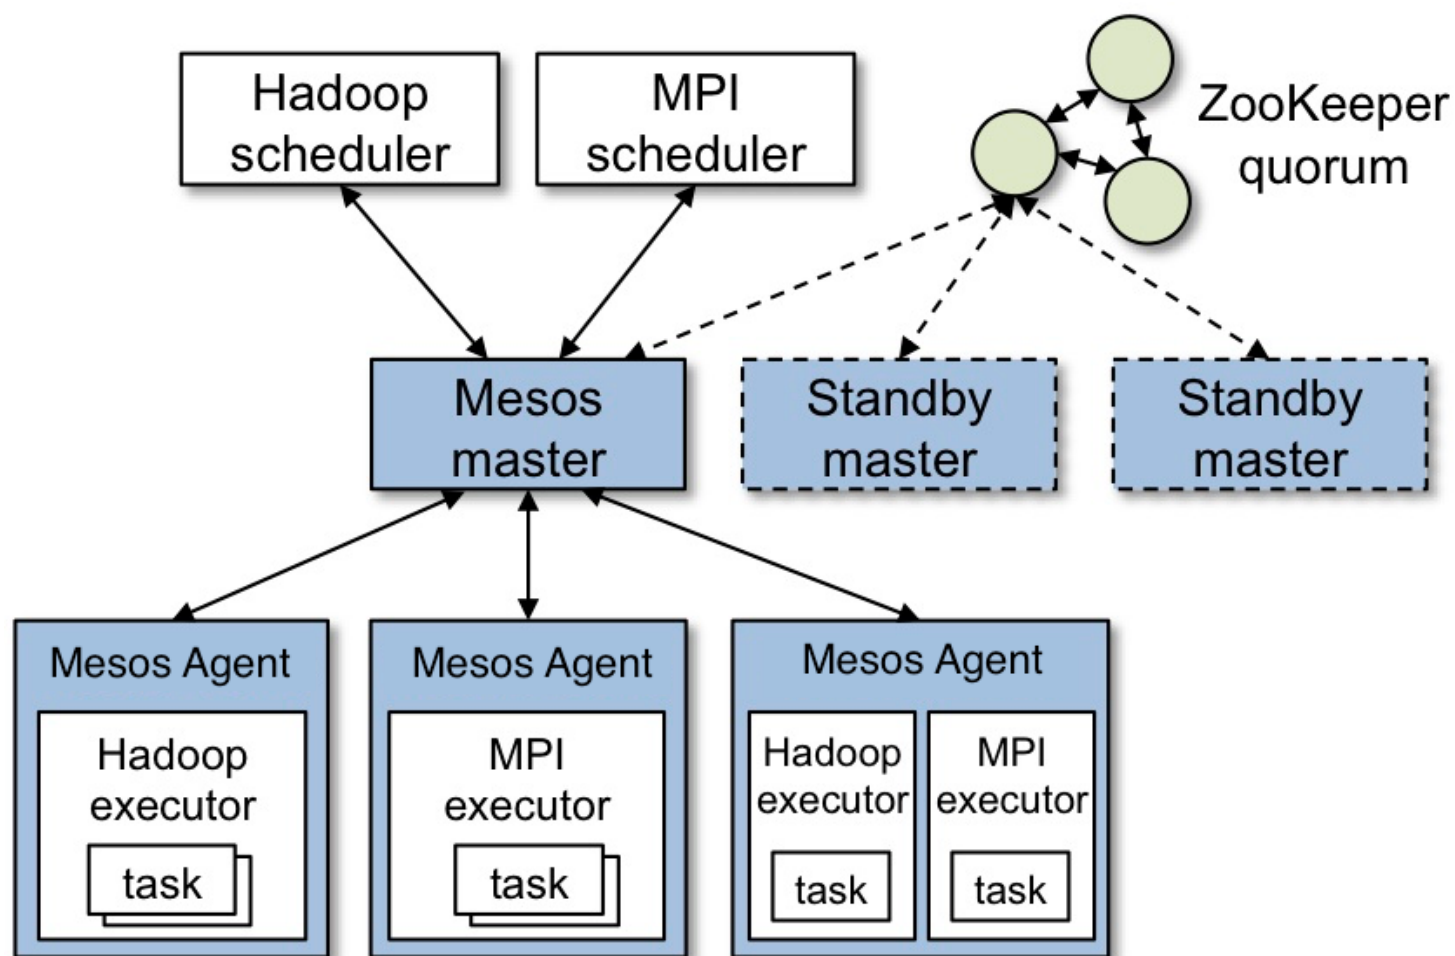 Hadoop
scheduler
MPI
scheduler
ZooKeeper
quorum
Mesos
master
Standby
master
Standby
master
Mesos Agent
Hadoop
executor
task
Mesos Agent
MPI
executor
task
Mesos Agent
Hadoop
executor
task
MPI
executor
task